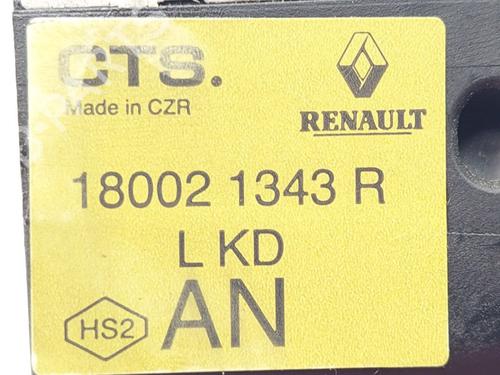 CTS.
Made in CZR
RENAULT
18002 1343 R
L KD
HS2
AN